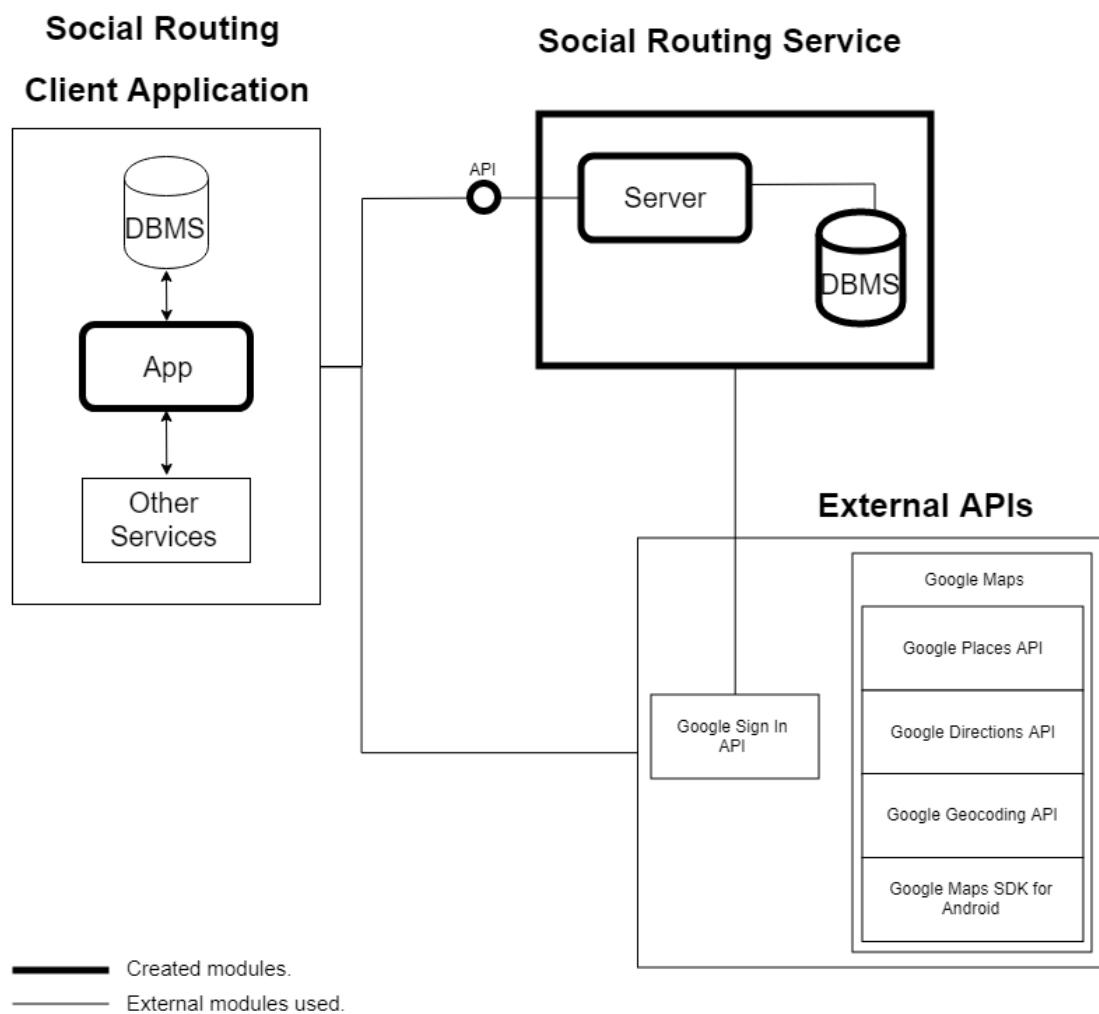 Social Routing
Client Application
DBMS
App
Other
Services
Social Routing Service
API
Server
DBMS
External APIs
Google Sign In
API
Google Maps
Google Places API
Google Directions API
Google Geocoding API
Google Maps SDK for
Android
Created modules.
External modules used.